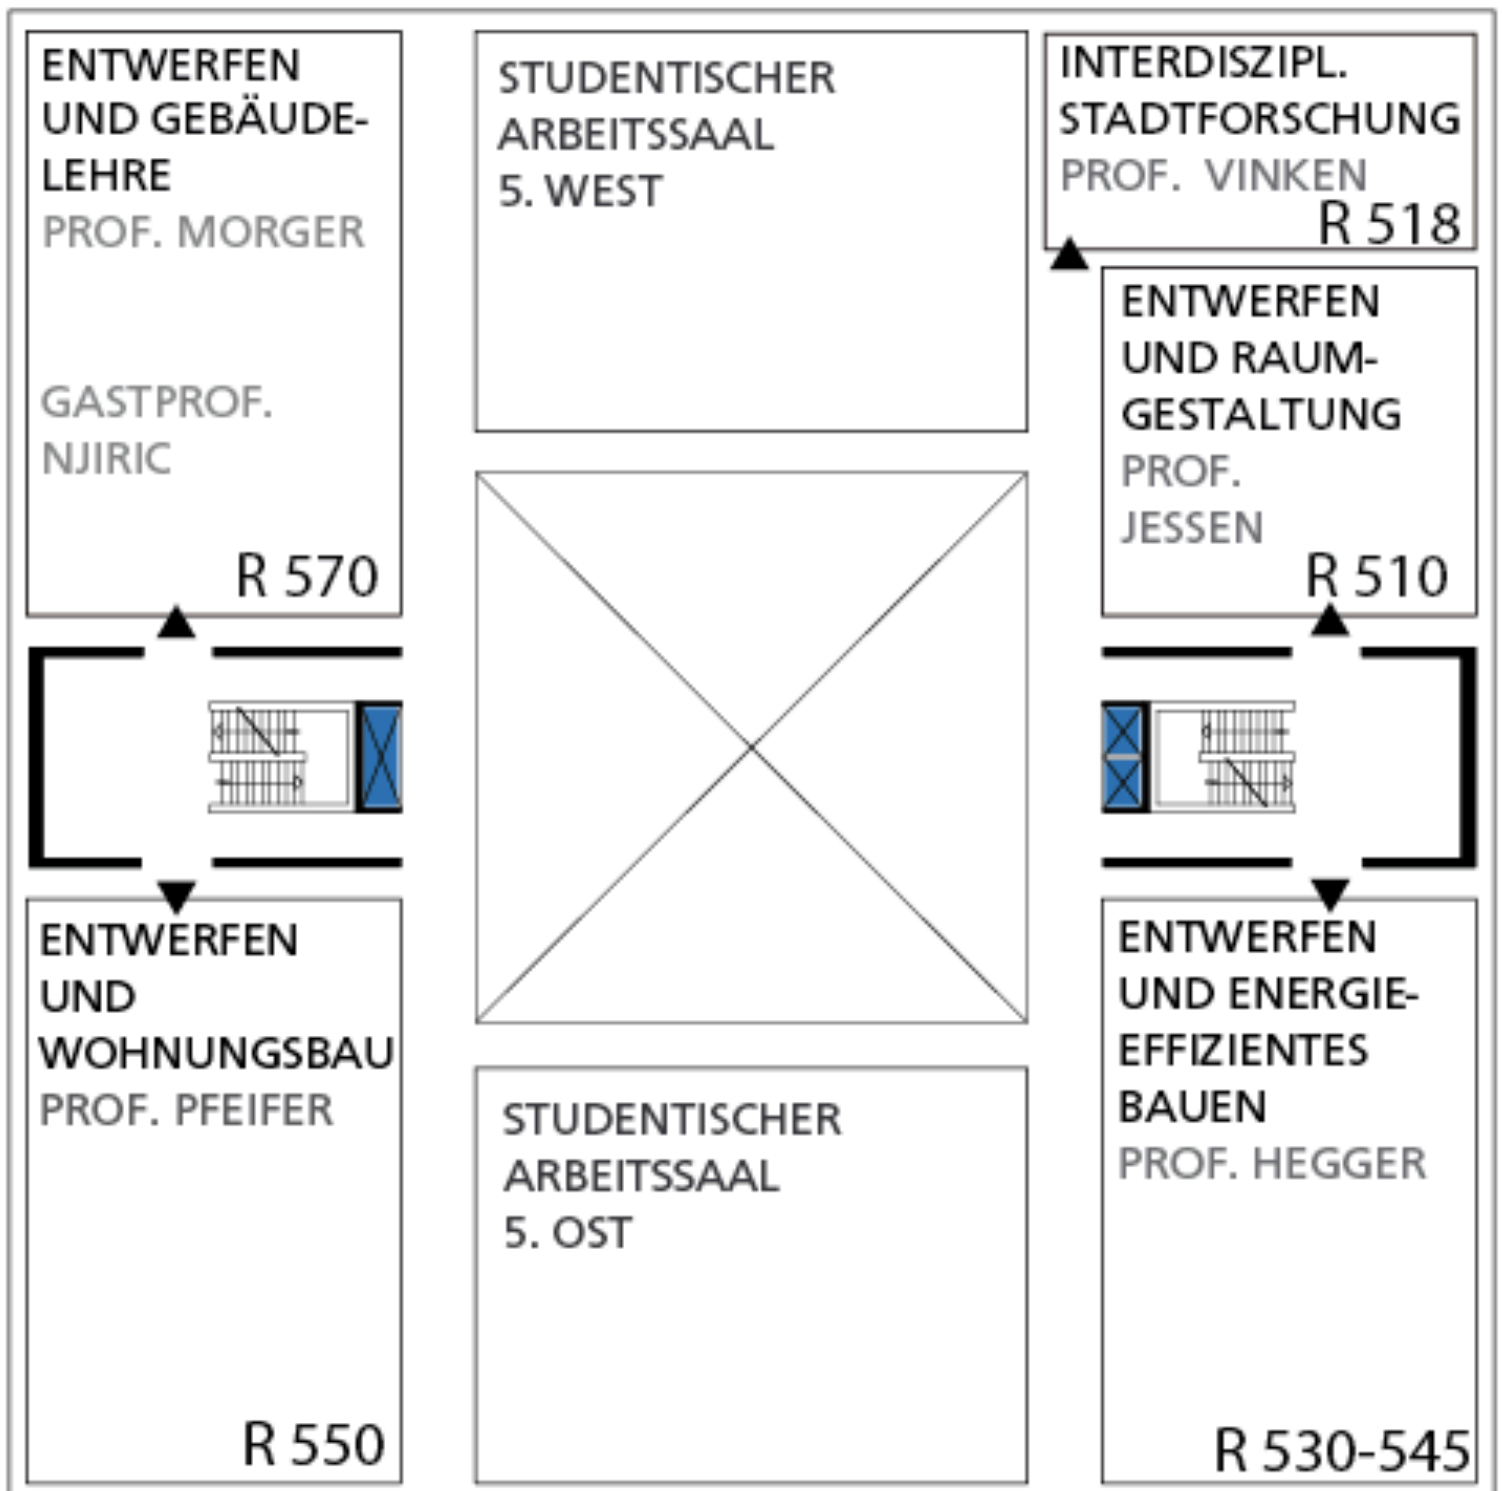 ENTWERFEN
UND GEBÄUDE-
LEHRE
PROF. MORGER
GASTPROF.
NJIRIC
R 570
STUDENTISCHER
ARBEITSSAAL
5. WEST
INTERDISZIPL.
STADTFORSCHUNG
PROF. VINKEN
R 518
ENTWERFEN
UND RAUM-
GESTALTUNG
PROF.
JESSEN
R 510
ENTWERFEN
UND
WOHNUNGSBAU
PROF. PFEIFER
R 550
STUDENTISCHER
ARBEITSSAAL
5. OST
ENTWERFEN
UND ENERGIE-
EFFIZIENTES
BAUEN
PROF. HEGGER
R 530-545